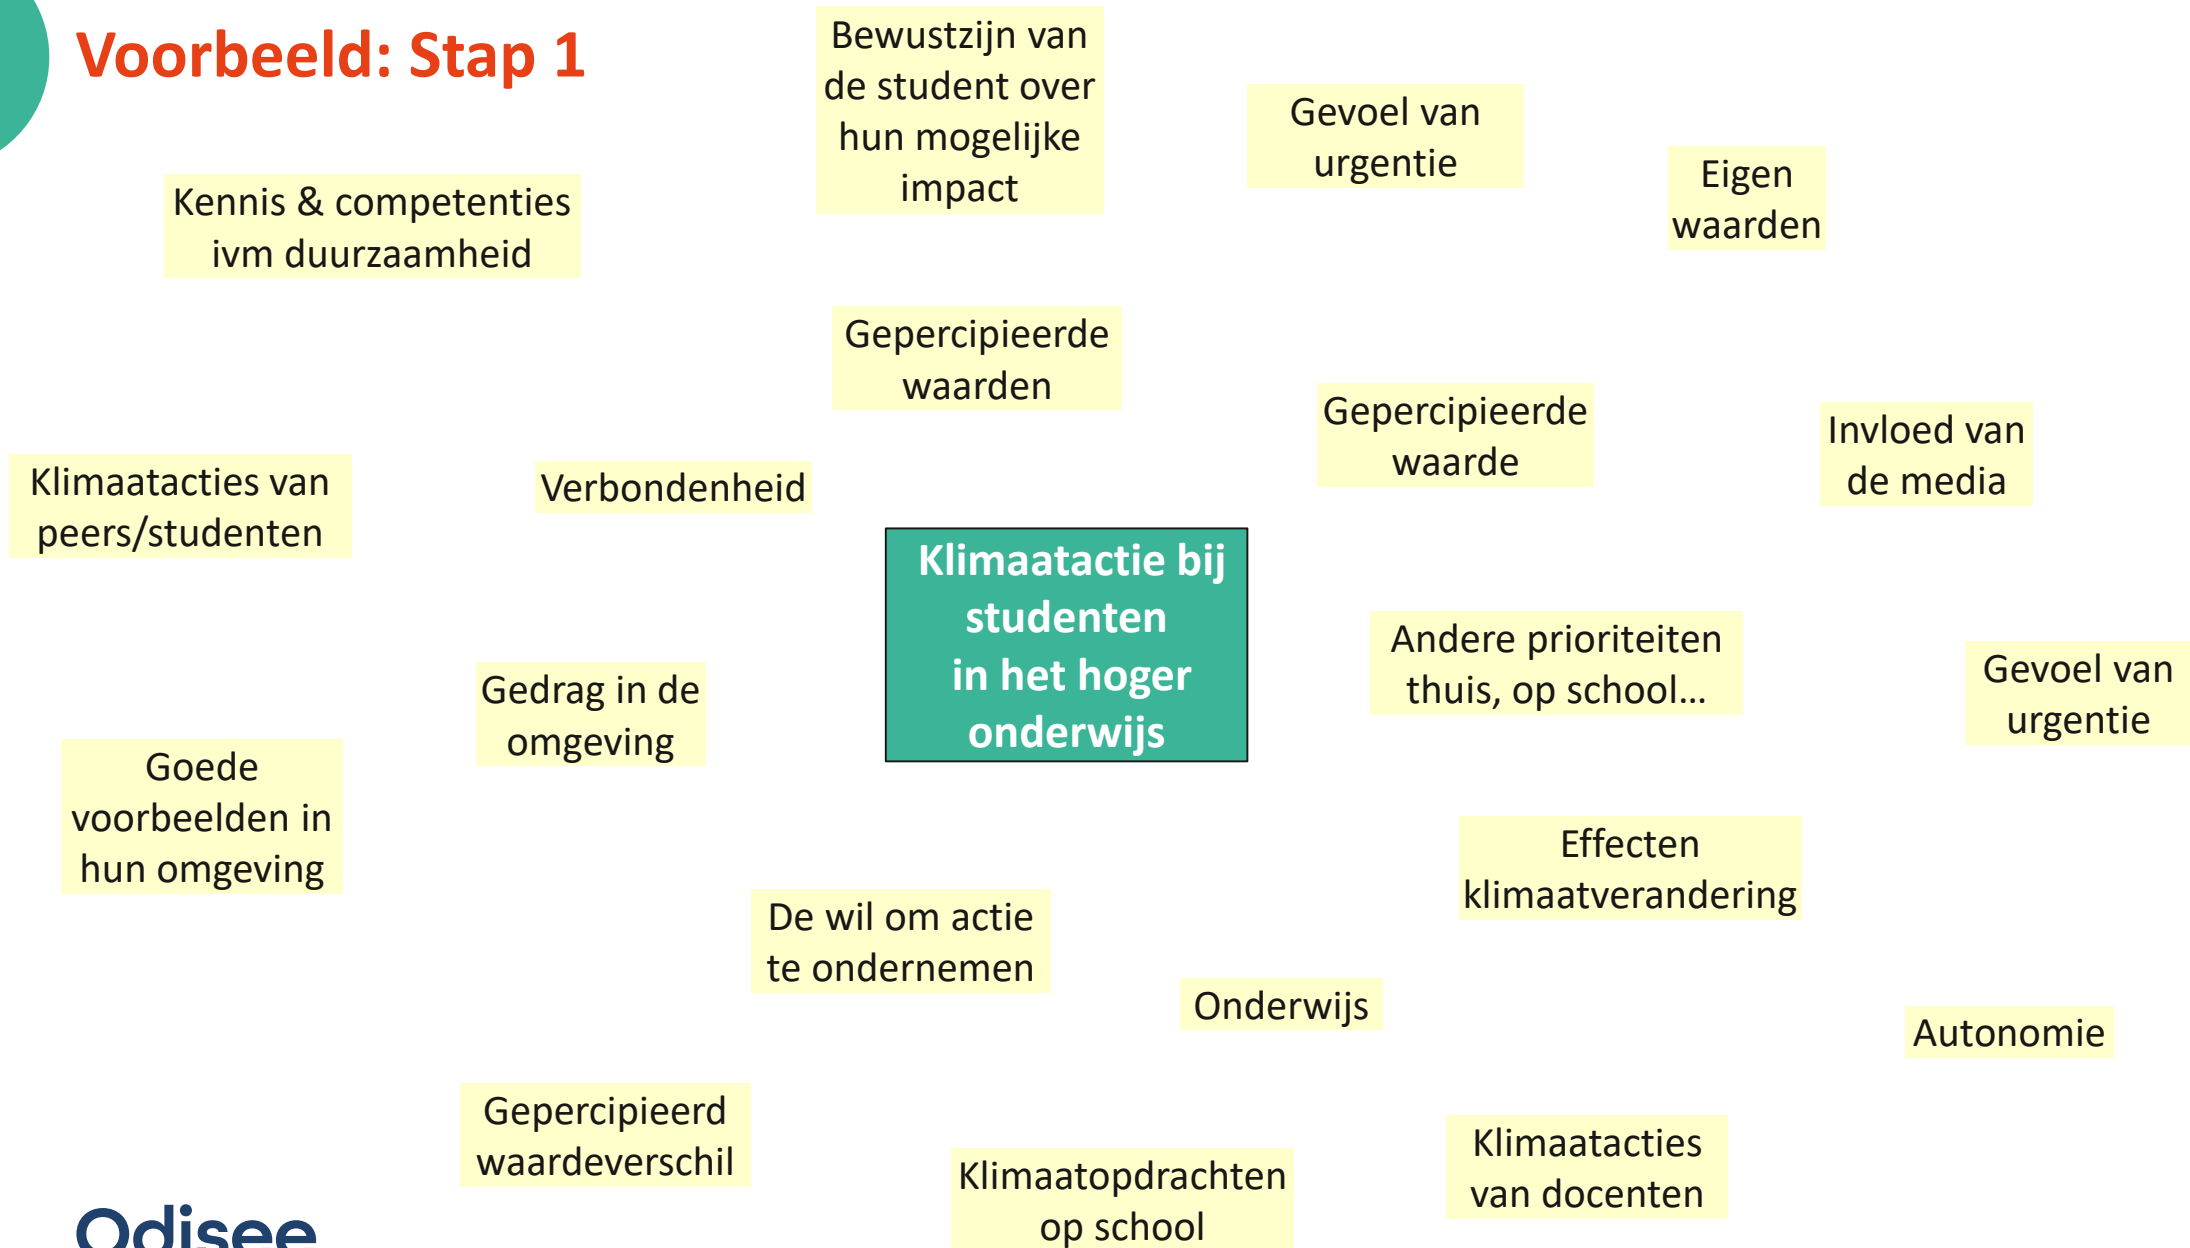 Voorbeeld: Stap 1
Bewustzijn van
de student over
hun mogelijke
impact
Gevoel van
urgentie
Eigen
waarden
Kennis & competenties
ivm duurzaamheid
Gepercipieerde
waarden
Gepercipieerde
waarde
Invloed van
de media
Klimaatacties van
peers/studenten
Verbondenheid
Klimaatactie bij
studenten
in het hoger
onderwijs
Andere prioriteiten
thuis, op school...
Gevoel van
urgentie
Gedrag in de
omgeving
Goede
voorbeelden in
hun omgeving
Effecten
klimaatverandering
De wil om actie
te ondernemen
Onderwijs
Autonomie
Gepercipieerd
waardeverschil
Klimaatopdrachten
op school
Klimaatacties
van docenten
Odisee